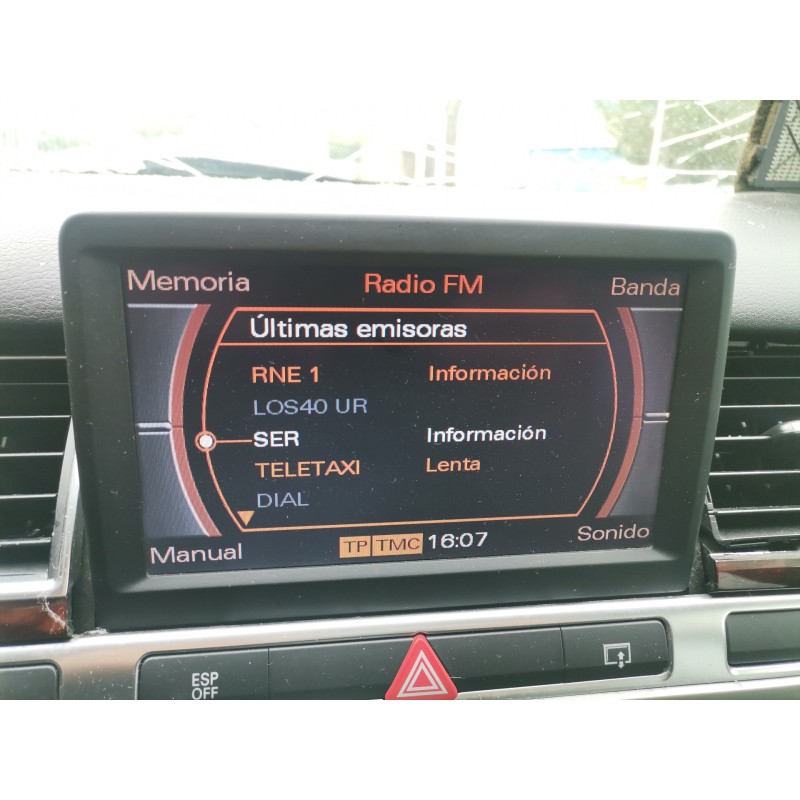 Memoria Radio FM Banda
Últimas emisoras
RNE 1 Información
LOS40 UR
SER Información
TELETAXI Lenta
DIAL
Manual TP TMC 16:07 Sonido
ESP
OFF